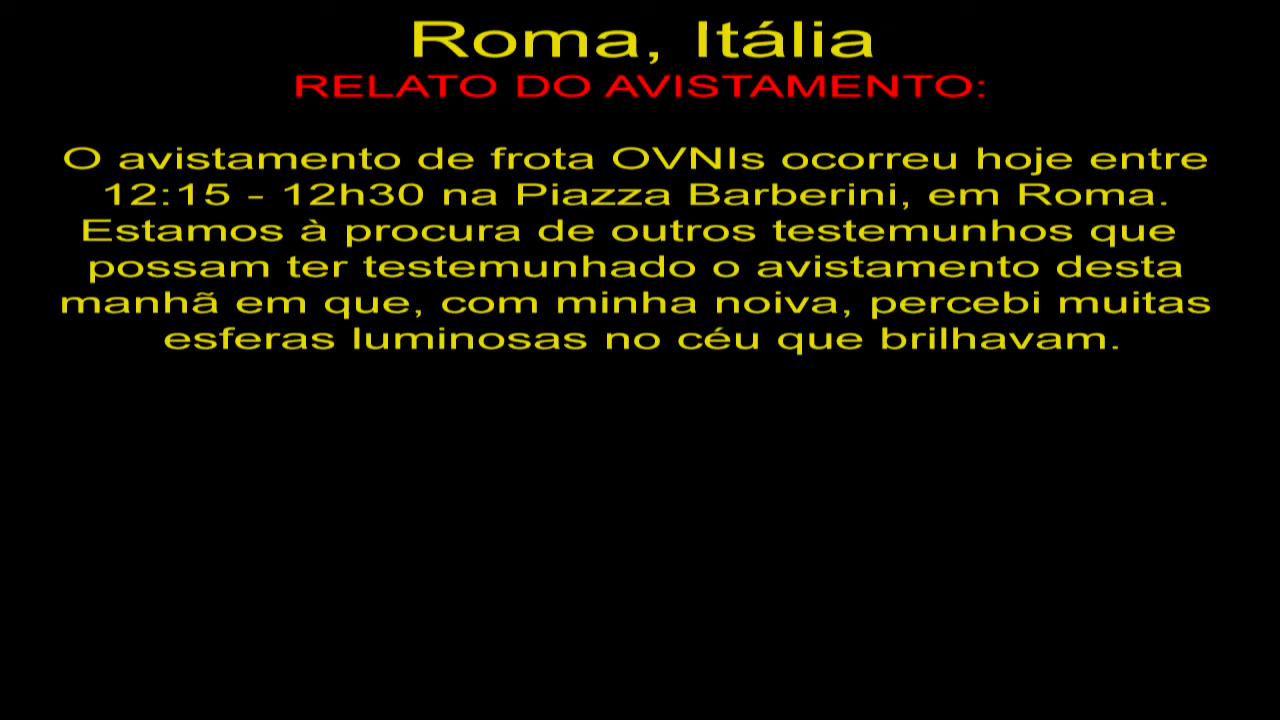 Roma, Itália
RELATO DO AVISTAMENTO:
O avistamento de frota OVNIs ocorreu hoje entre
12:15 - 12h30 na Piazza Barberini, em Roma.
Estamos à procura de outros testemunhos que
possam ter testemunhado o avistamento desta
manhã em que, com minha noiva, percebi muitas
esferas luminosas no céu que brilhavam.